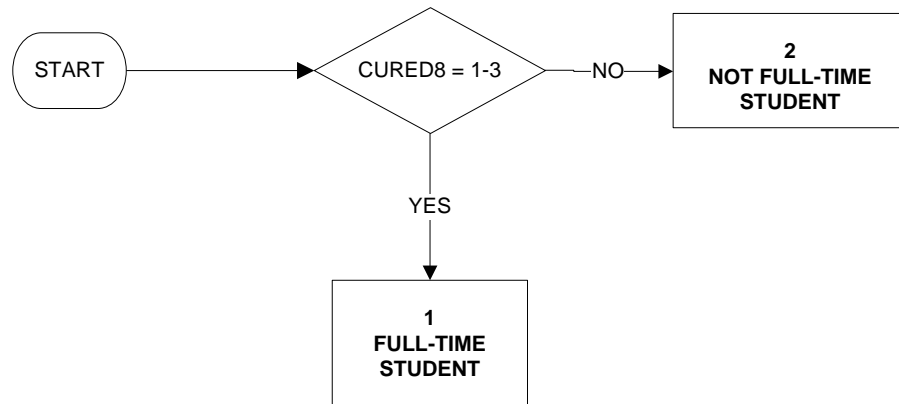 START
CURED8 = 1-3
NO
2
NOT FULL-TIME
STUDENT
YES
1
FULL-TIME
STUDENT